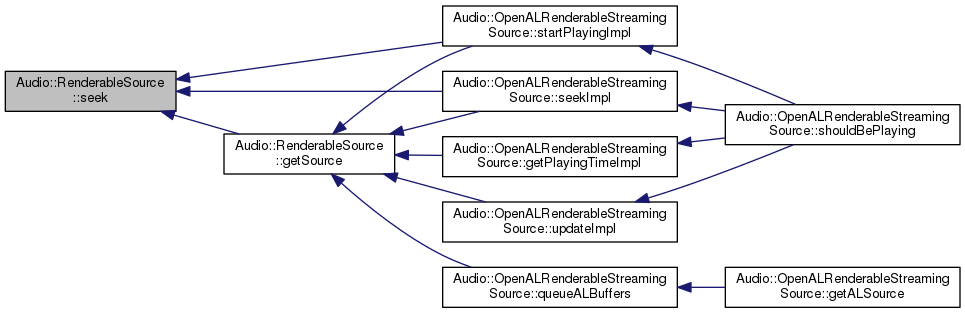 Audio::RenderableSource
::seek
Audio::RenderableSource
::getSource
Audio::OpenALRenderableStreaming
Source::startPlayingImpl
Audio::OpenALRenderableStreaming
Source::seekImpl
Audio::OpenALRenderableStreaming
Source::getPlayingTimeImpl
Audio::OpenALRenderableStreaming
Source::updateImpl
Audio::OpenALRenderableStreaming
Source::queueALBuffers
Audio::OpenALRenderableStreaming
Source::shouldBePlaying
Audio::OpenALRenderableStreaming
Source::getALSource